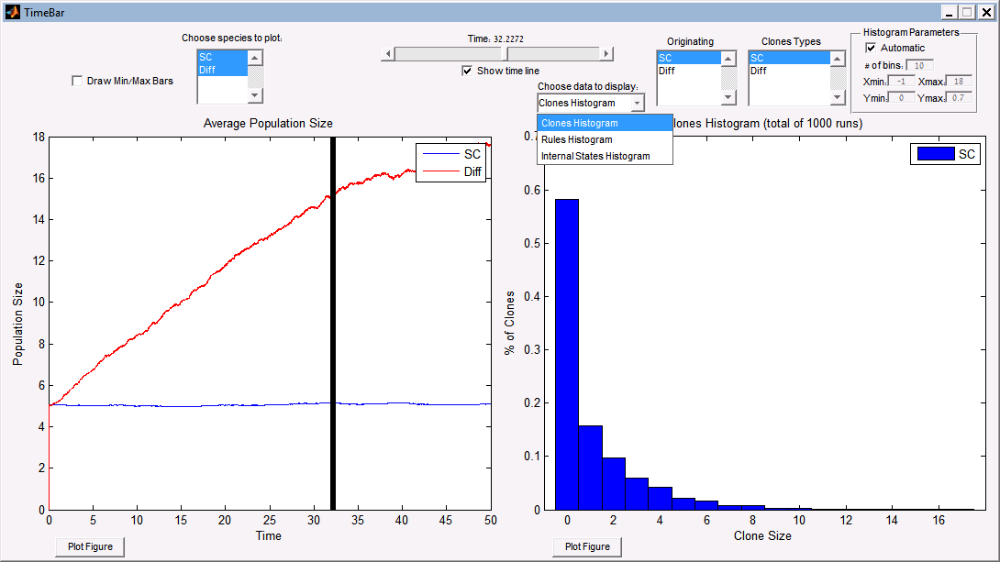 TimeBar
Choose species to plot:
SC
Diff
Draw Min/Max Bars
Time: 32.2272
Show time line
Choose data to display:
Clones Histogram
Clones Histogram
Rules Histogram
Internal States Histogram
Originating
SC
Diff
Clones Types
SC
Diff
Histogram Parameters
Automatic
# of bins: 10
Xmin: -1 Xmax: 18
Ymin: 0 Ymax: 0.7
Average Population Size
SC
Diff
18
16
14
12
10
8
6
4
2
0
Population Size
0 5 10 15 20 25 30 35 40 45 50
Time
Plot Figure
lones Histogram (total of 1000 runs)
SC
0.7
0.6
0.5
0.4
0.3
0.2
0.1
0
% of Clones
0 2 4 6 8 10 12 14 16
Clone Size
Plot Figure